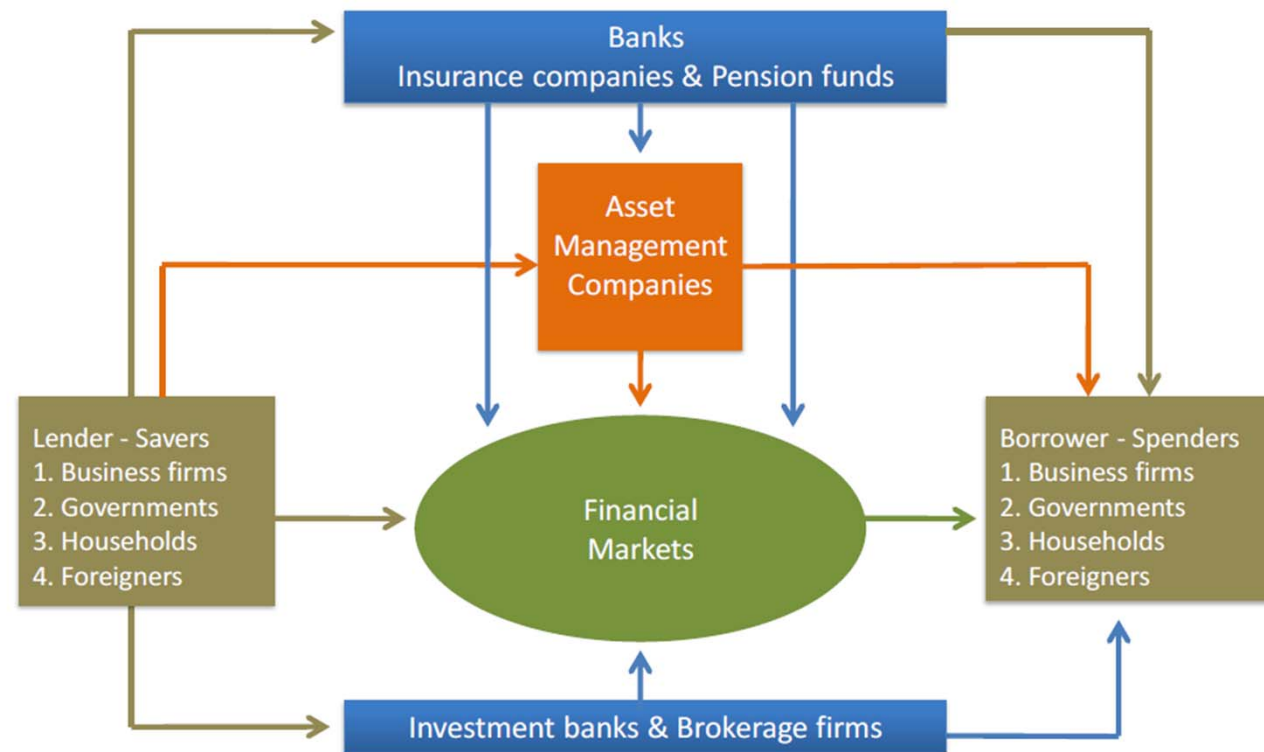 Banks
Insurance companies & Pension funds
Asset
Management
Companies
Lender - Savers
1. Business firms
2. Governments
3. Households
4. Foreigners
Financial
Markets
Borrower - Spenders
1. Business firms
2. Governments
3. Households
4. Foreigners
Investment banks & Brokerage firms